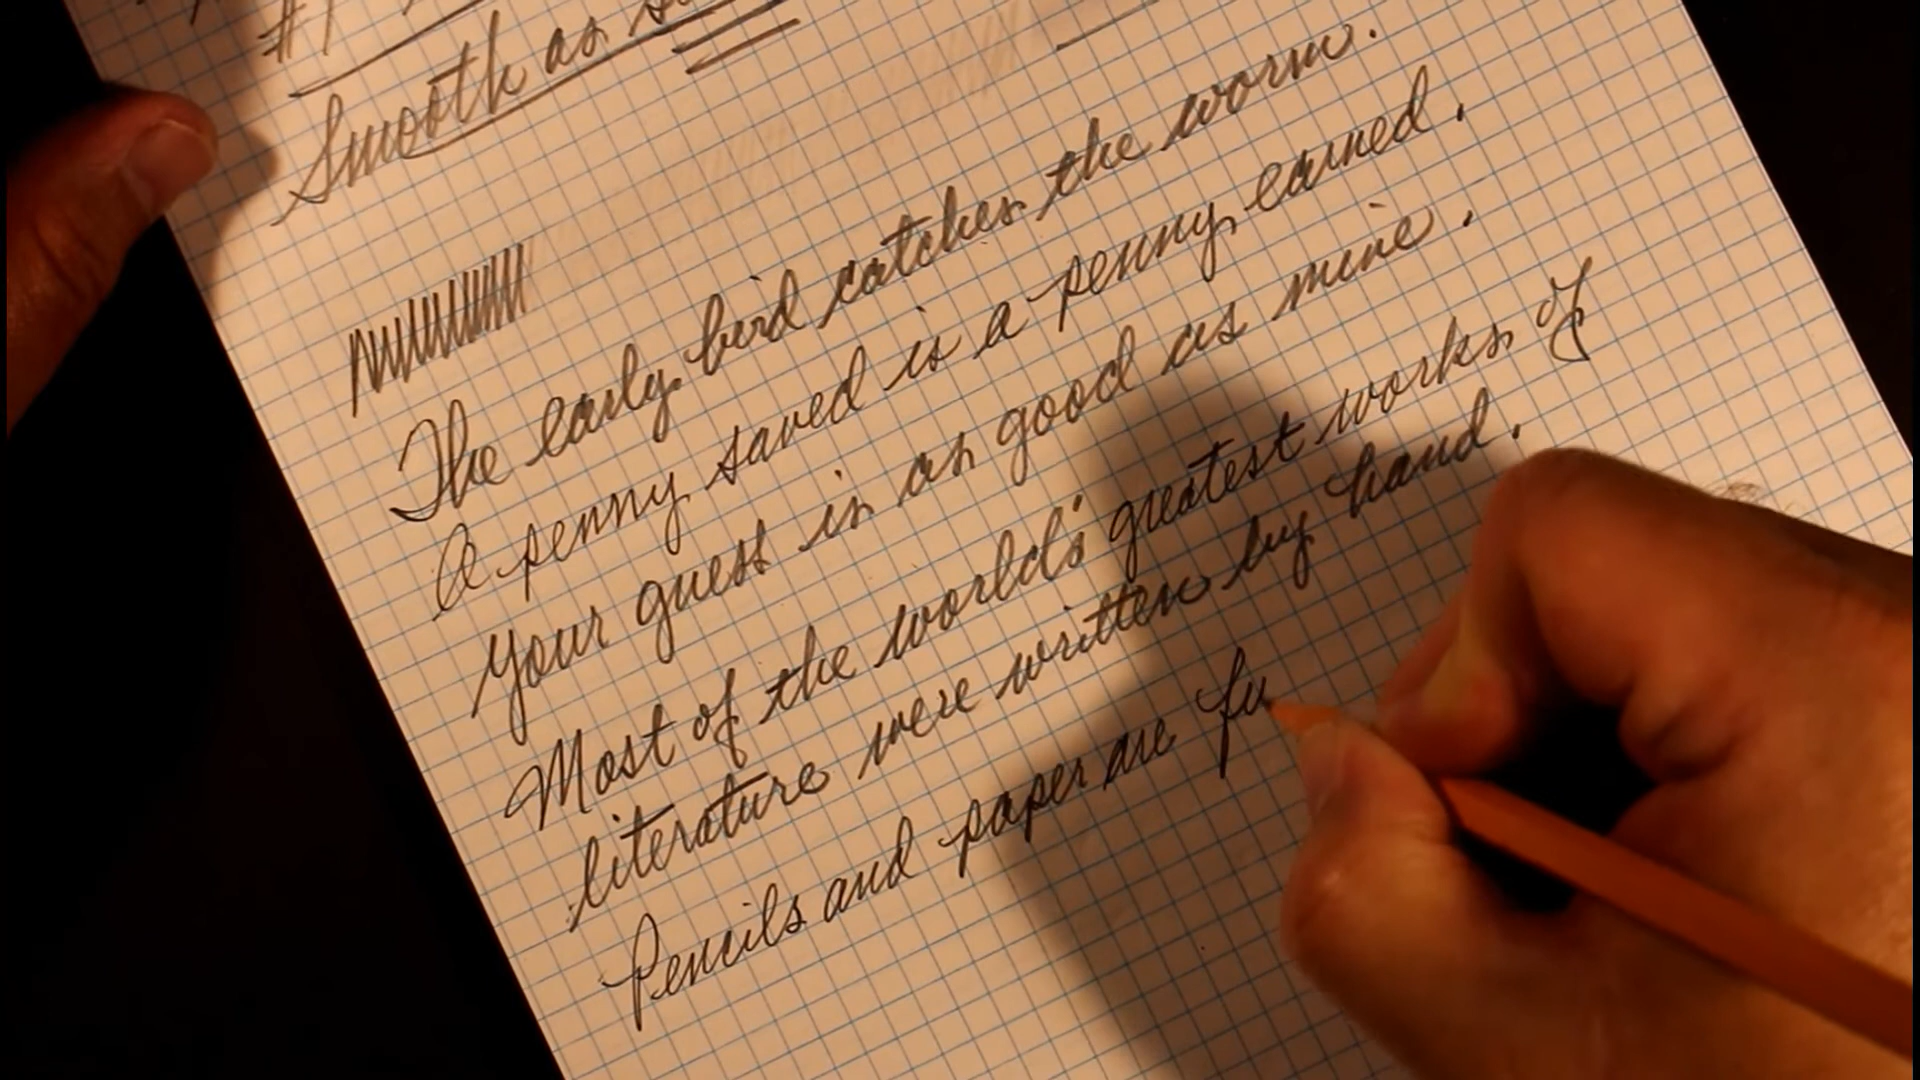 #1
Smooth as
The early bird catches the worm.
A penny saved is a penny earned.
Your guess is as good as mine.
Most of the world's greatest works of
literature were written by hand.
Pencils and paper are fu